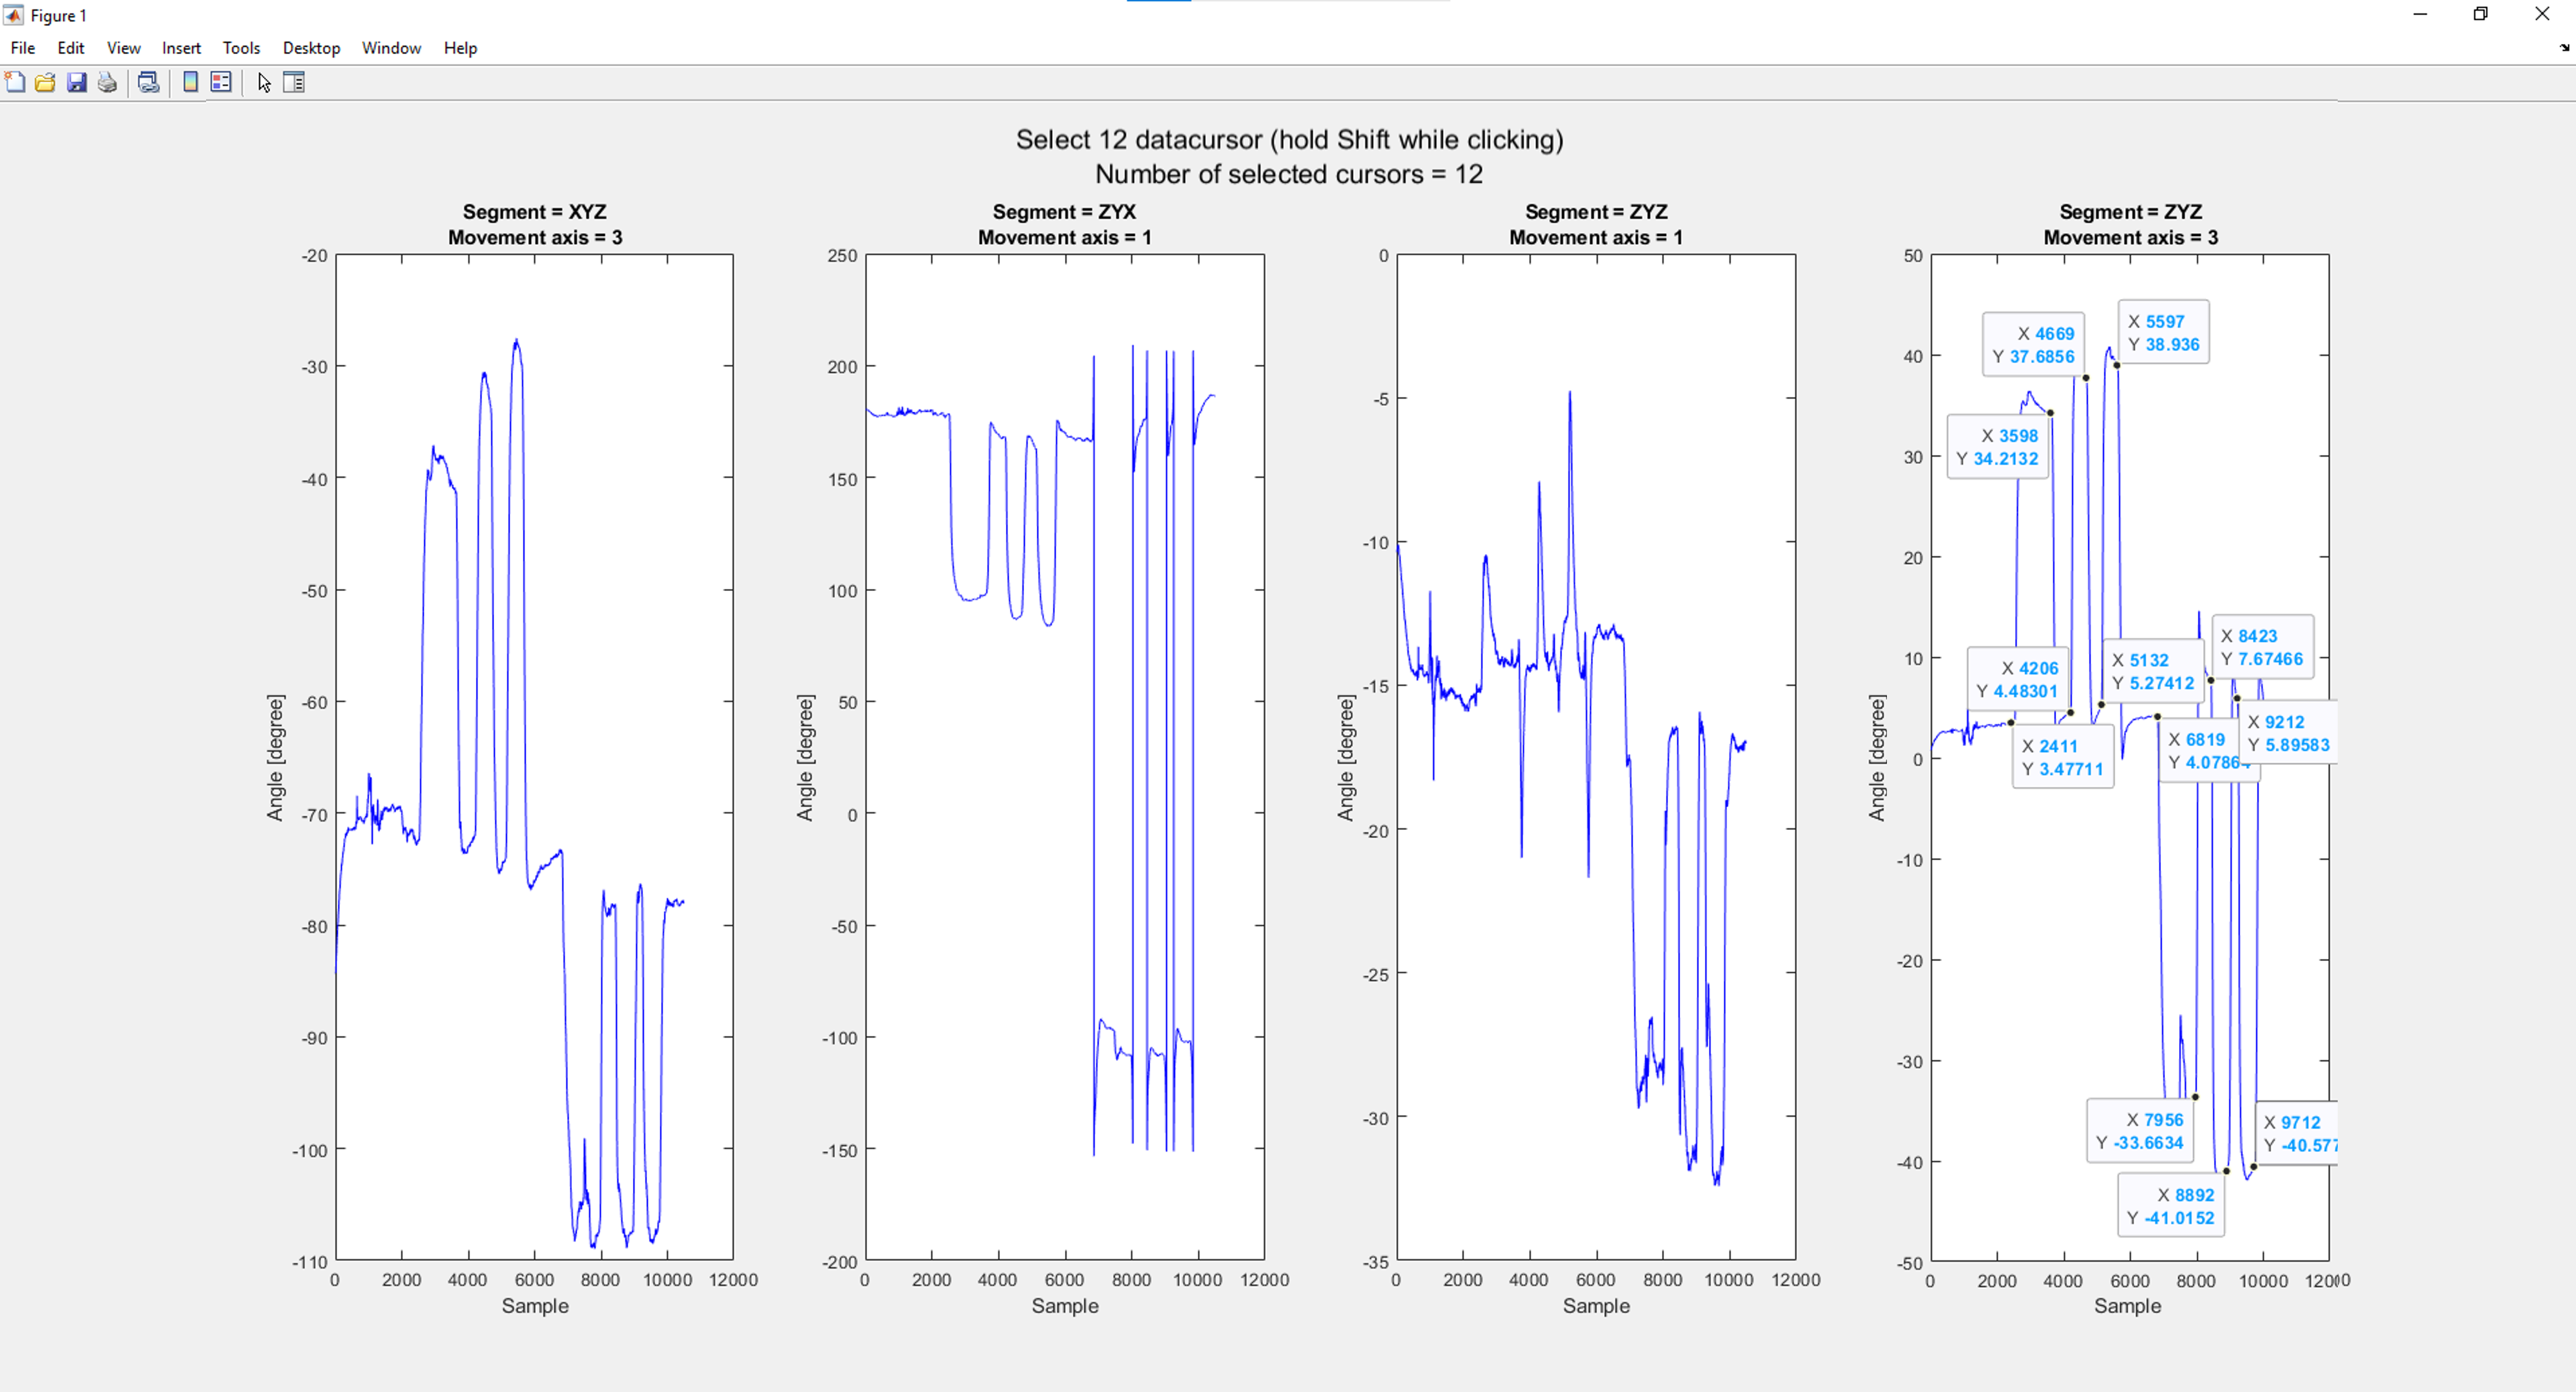 Figure 1
File Edit View Insert Tools Desktop Window Help
Select 12 datacursor (hold Shift while clicking)
Number of selected cursors = 12
Segment = XYZ
Movement axis = 3
-20
-30
-40
-50
-60
-70
-80
-90
-100
-110
Angle [degree]
0 2000 4000 6000 8000 10000 12000
Sample
Segment = ZYX
Movement axis = 1
250
200
150
100
50
0
-50
-100
-150
-200
Angle [degree]
0 2000 4000 6000 8000 10000 12000
Sample
Segment = ZYZ
Movement axis = 1
0
-5
-10
-15
-20
-25
-30
-35
Angle [degree]
0 2000 4000 6000 8000 10000 12000
Sample
Segment = ZYZ
Movement axis = 3
50
40
30
20
10
0
-10
-20
-30
-40
-50
Angle [degree]
X 5597
Y 38.936
X 4669
Y 37.6856
X 3598
Y 34.2132
X 8423
Y 7.67466
X 5132
Y 5.27412
X 4206
Y 4.48301
X 9212
Y 5.89583
X 6819
Y 4.0786
X 2411
Y 3.47711
X 7956
Y -33.6634
X 9712
Y -40.577
X 8892
Y -41.0152
0 2000 4000 6000 8000 10000 12000
Sample